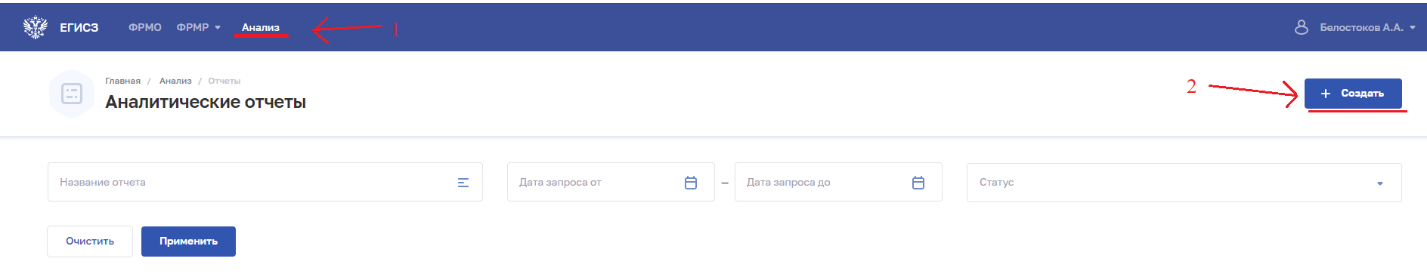 ЕГИСЗ ФРМО ФРМР Анализ 1 Белостоков А.А.
Главная / Анализ / Отчеты
Аналитические отчеты
2 + Создать
Название отчета Дата запроса от – Дата запроса до Статус
Очистить Применить